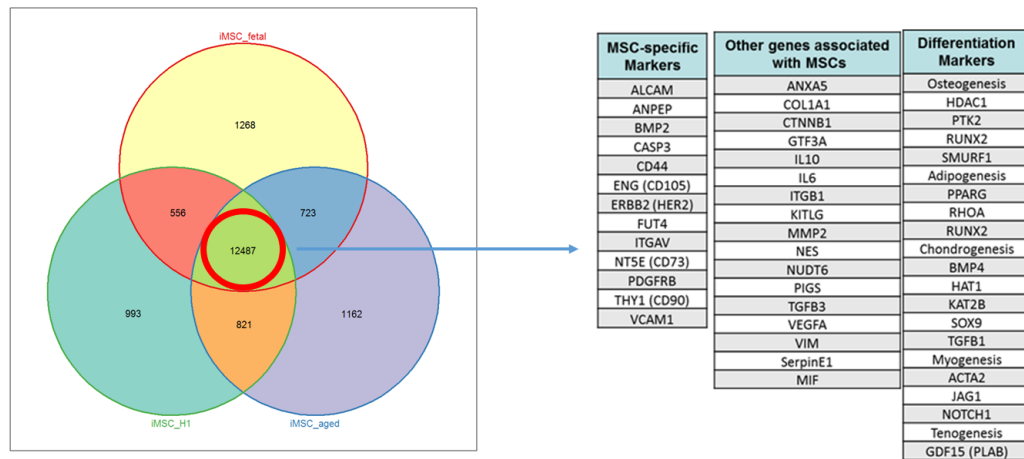 iMSC_fetal
1268
556
723
12487
993
821
1162
iMSC_H1
iMSC_aged
MSC-specific
Markers
ALCAM
ANPEP
BMP2
CASP3
CD44
ENG (CD105)
ERBB2 (HER2)
FUT4
ITGAV
NT5E (CD73)
PDGFRB
THY1 (CD90)
VCAM1
Other genes associated
with MSCs
ANXA5
COL1A1
CTNNB1
GTF3A
IL10
IL6
ITGB1
KITLG
MMP2
NES
NUDT6
PIGS
TGFB3
VEGFA
VIM
SerpinE1
MIF
Differentiation
Markers
Osteogenesis
HDAC1
PTK2
RUNX2
SMURF1
Adipogenesis
PPARG
RHOA
RUNX2
Chondrogenesis
BMP4
HAT1
KAT2B
SOX9
TGFB1
Myogenesis
ACTA2
JAG1
NOTCH1
Tenogenesis
GDF15 (PLAB)